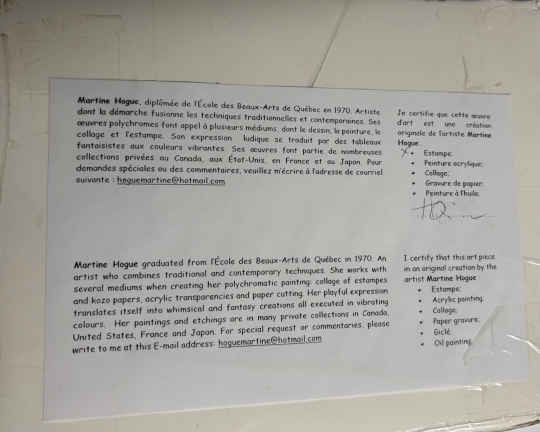 Martine Hogue, diplômée de l'École des Beaux-Arts de Québec en 1970. Artiste
dont la démarche fusionne les techniques traditionnelles et contemporaines. Ses
œuvres polychromes font appel à plusieurs médiums, dont le dessin, la peinture, le
collage et l'estampe. Son expression ludique se traduit par des tableaux
fantaisistes aux couleurs vibrantes. Ses œuvres font partie de nombreuses
collections privées au Canada, aux État-Unis, en France et au Japon. Pour
demandes spéciales ou des commentaires, veuillez m'écrire à l'adresse de courriel
suivante : hoguemartine@hotmail.com
Je certifie que cette œuvre
d'art est une création
originale de l'artiste Martine
Hogue
X • Estampe;
• Peinture acrylique;
• Collage;
• Gravure de papier;
• Peinture à l'huile;
Martine Hogue graduated from l'École des Beaux-Arts de Québec in 1970. An
artist who combines traditional and contemporary techniques. She works with
several mediums when creating her polychromatic painting: collage of estampes
and kozo papers, acrylic transparencies and paper cutting. Her playful expression
translates itself into whimsical and fantasy creations all executed in vibrating
colours. Her paintings and etchings are in many private collections in Canada,
United States, France and Japan. For special request or commentaries, please
write to me at this E-mail address: hoguemartine@hotmail.com
I certify that this art piece
in an original creation by the
artist Martine Hogue
• Estampe;
• Acrylic painting;
• Collage;
• Paper gravure;
• Giclé;
• Oil painting;